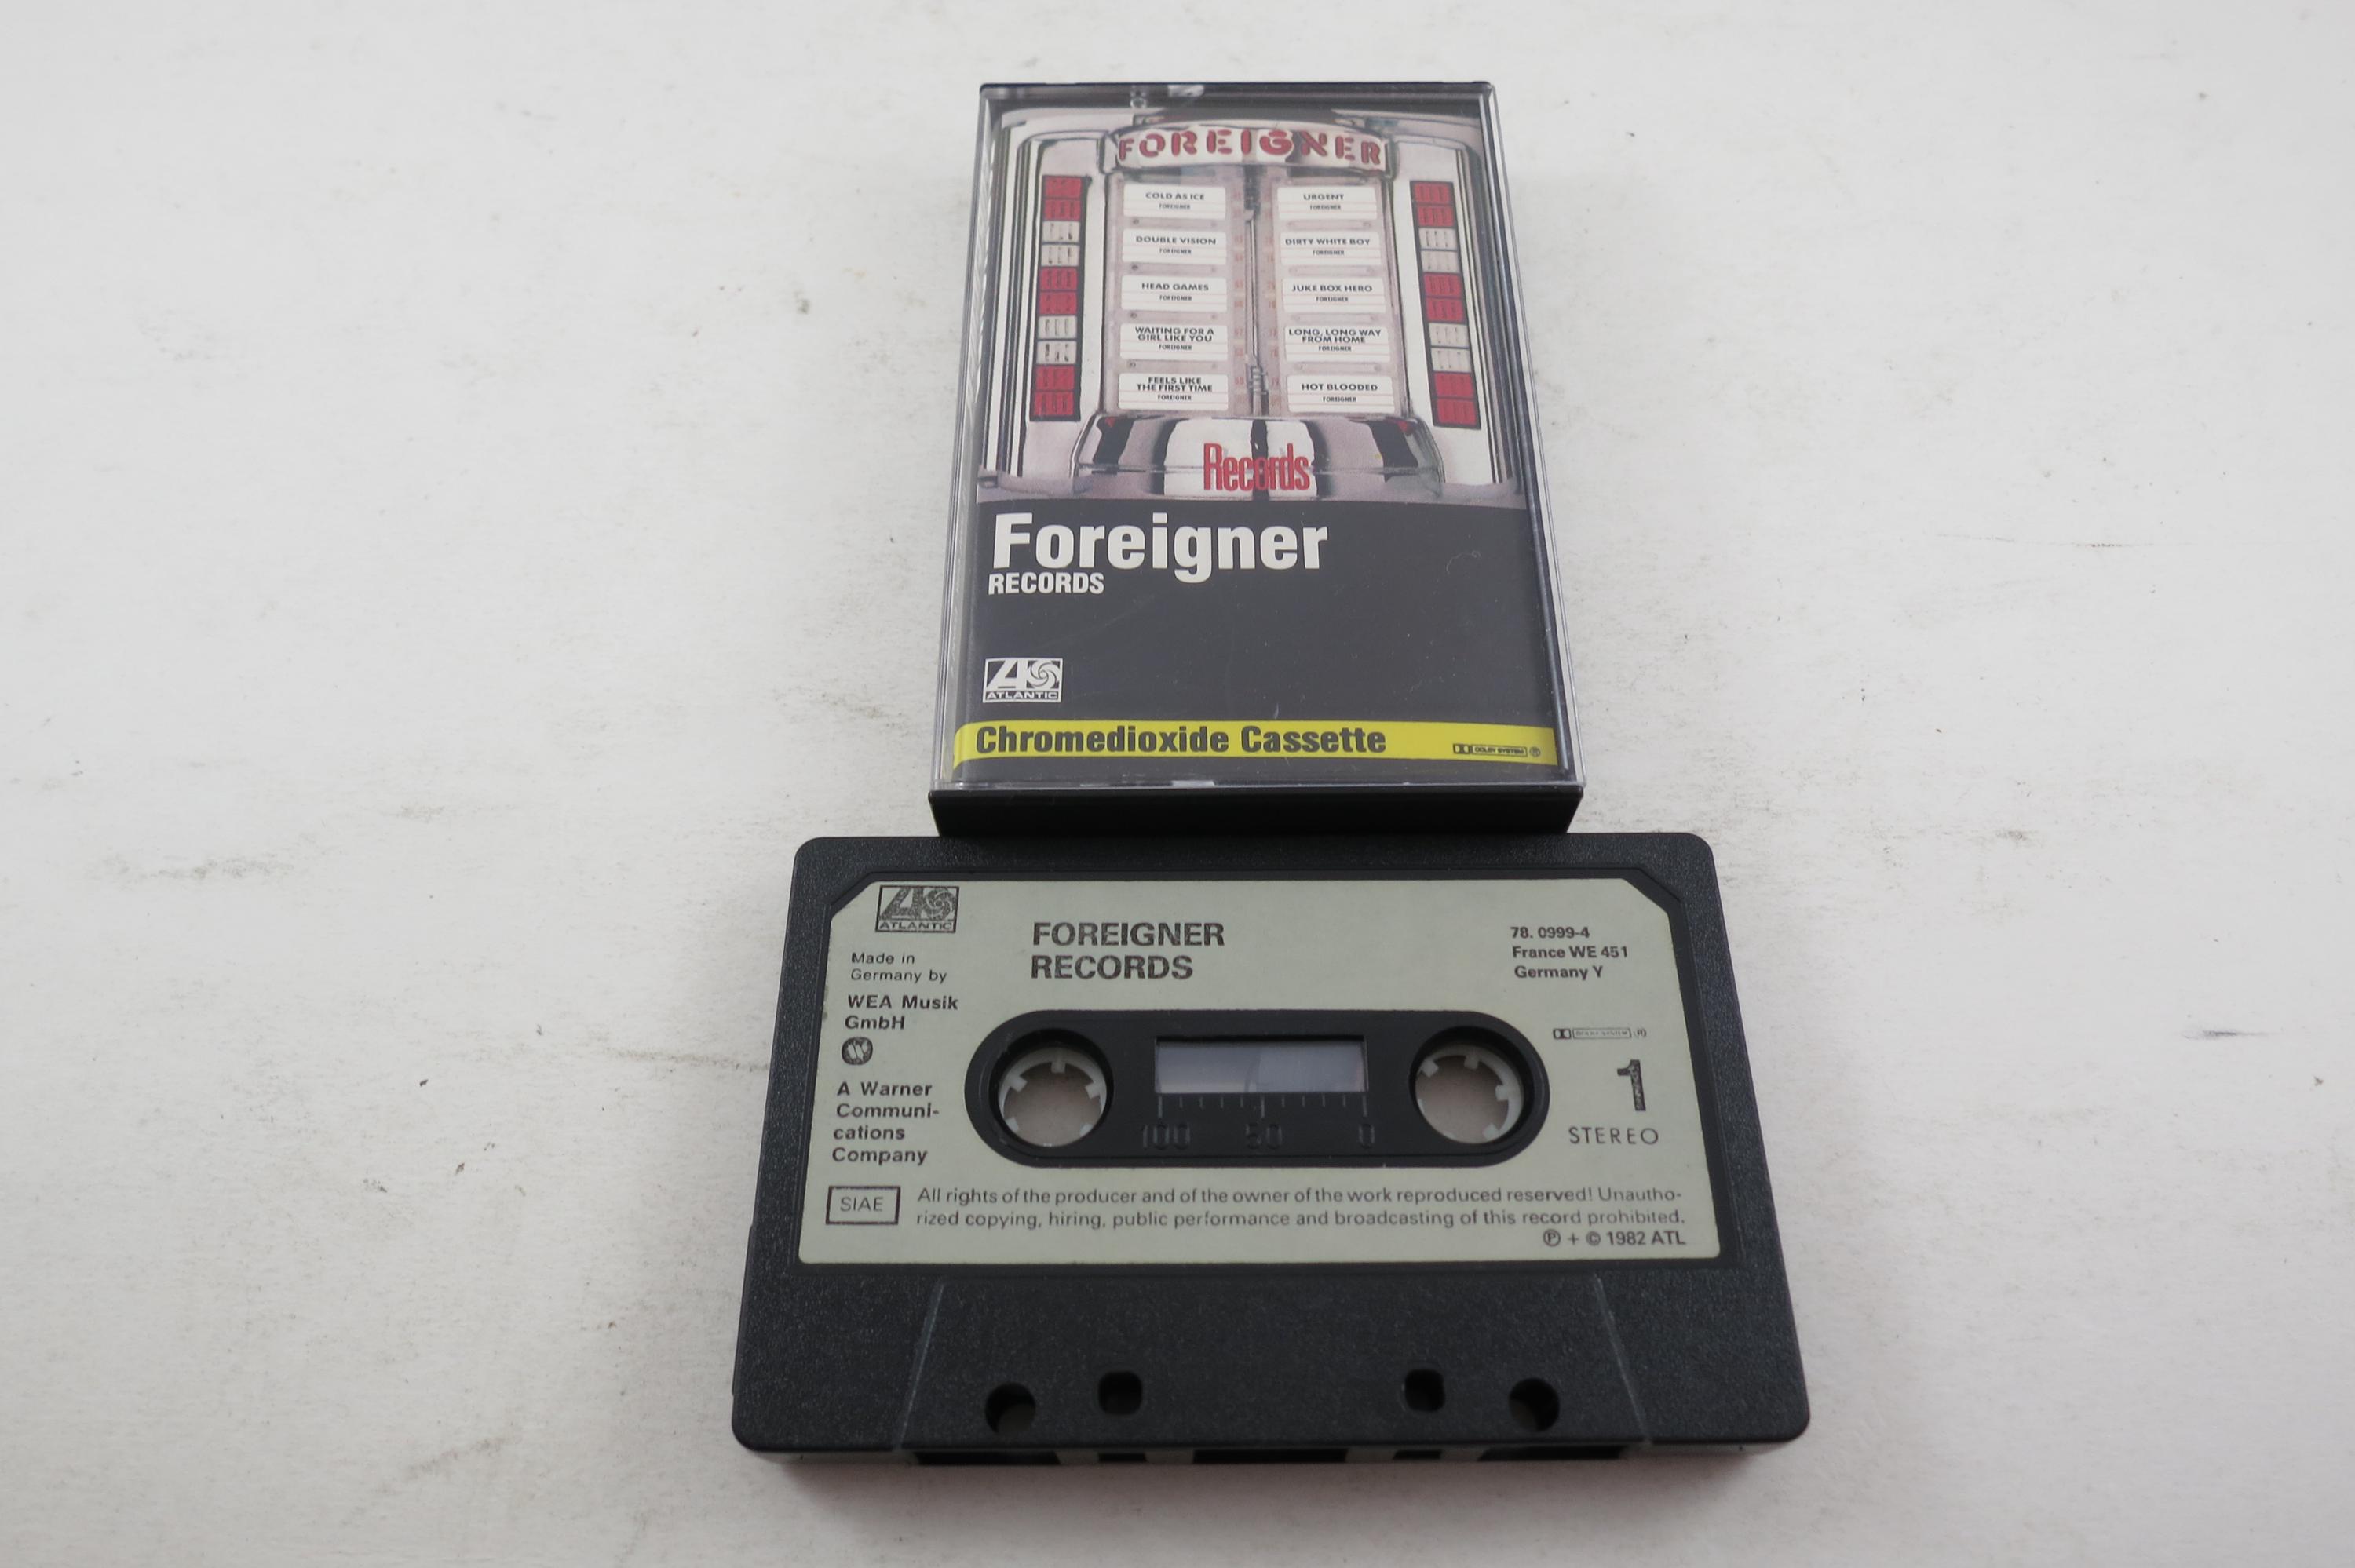 FOREIGNER
COLD AS ICE
FOREIGNER
DOUBLE VISION
FOREIGNER
HEAD GAMES
FOREIGNER
WAITING FOR A
GIRL LIKE YOU
FOREIGNER
FEELS LIKE
THE FIRST TIME
FOREIGNER
URGENT
FOREIGNER
DIRTY WHITE BOY
FOREIGNER
JUKE BOX HERO
FOREIGNER
LONG, LONG WAY
FROM HOME
FOREIGNER
HOT BLOODED
FOREIGNER
Records
Foreigner
RECORDS
ATLANTIC
Chromedioxide Cassette
DOLBY SYSTEM ®
ATLANTIC
Made in
Germany by
WEA Musik
GmbH
A Warner
Communi-
cations
Company
FOREIGNER
RECORDS
78. 0999-4
France WE 451
Germany Y
DOLBY SYSTEM ®
1
STEREO
100 50 0
SIAE
All rights of the producer and of the owner of the work reproduced reserved! Unautho-
rized copying, hiring, public performance and broadcasting of this record prohibited.
℗ + © 1982 ATL